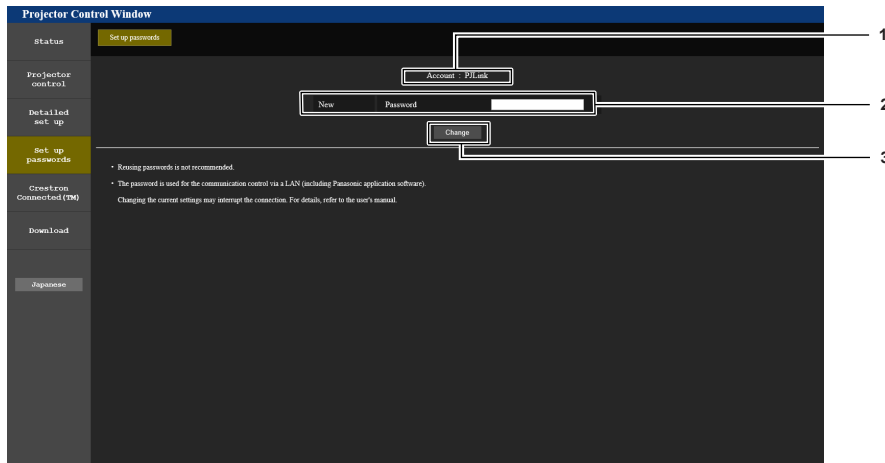 Projector Control Window
Status
Set up passwords
1
Projector
control
Account : PJLink
New Password
2
Detailed
set up
Change
Set up
passwords
3
• Reusing passwords is not recommended.
• The password is used for the communication control via a LAN (including Panasonic application software).
Changing the current settings may interrupt the connection. For details, refer to the user's manual.
Crestron
Connected(TM)
Download
Japanese